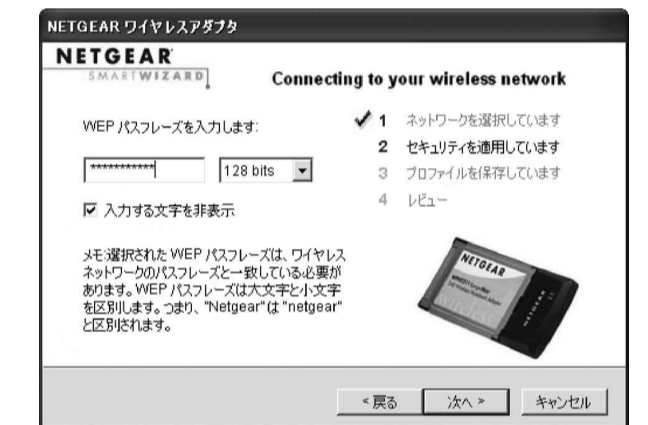 NETGEAR ワイヤレスアダプタ
NETGEAR
SMARTWIZARD
Connecting to your wireless network
WEP パスフレーズを入力します:
***********
128 bits
入力する文字を非表示
メモ:選択された WEP パスフレーズは、ワイヤレ
スネットワークのパスフレーズと一致している必要が
あります。WEP パスフレーズは大文字と小文字
を区別します。つまり、"Netgear"は "netgear"
と区別されます。
1 ネットワークを選択しています
2 セキュリティを適用しています
3 プロファイルを保存しています
4 レビュー
NETGEAR
wireless
NETGEAR
< 戻る
次へ >
キャンセル